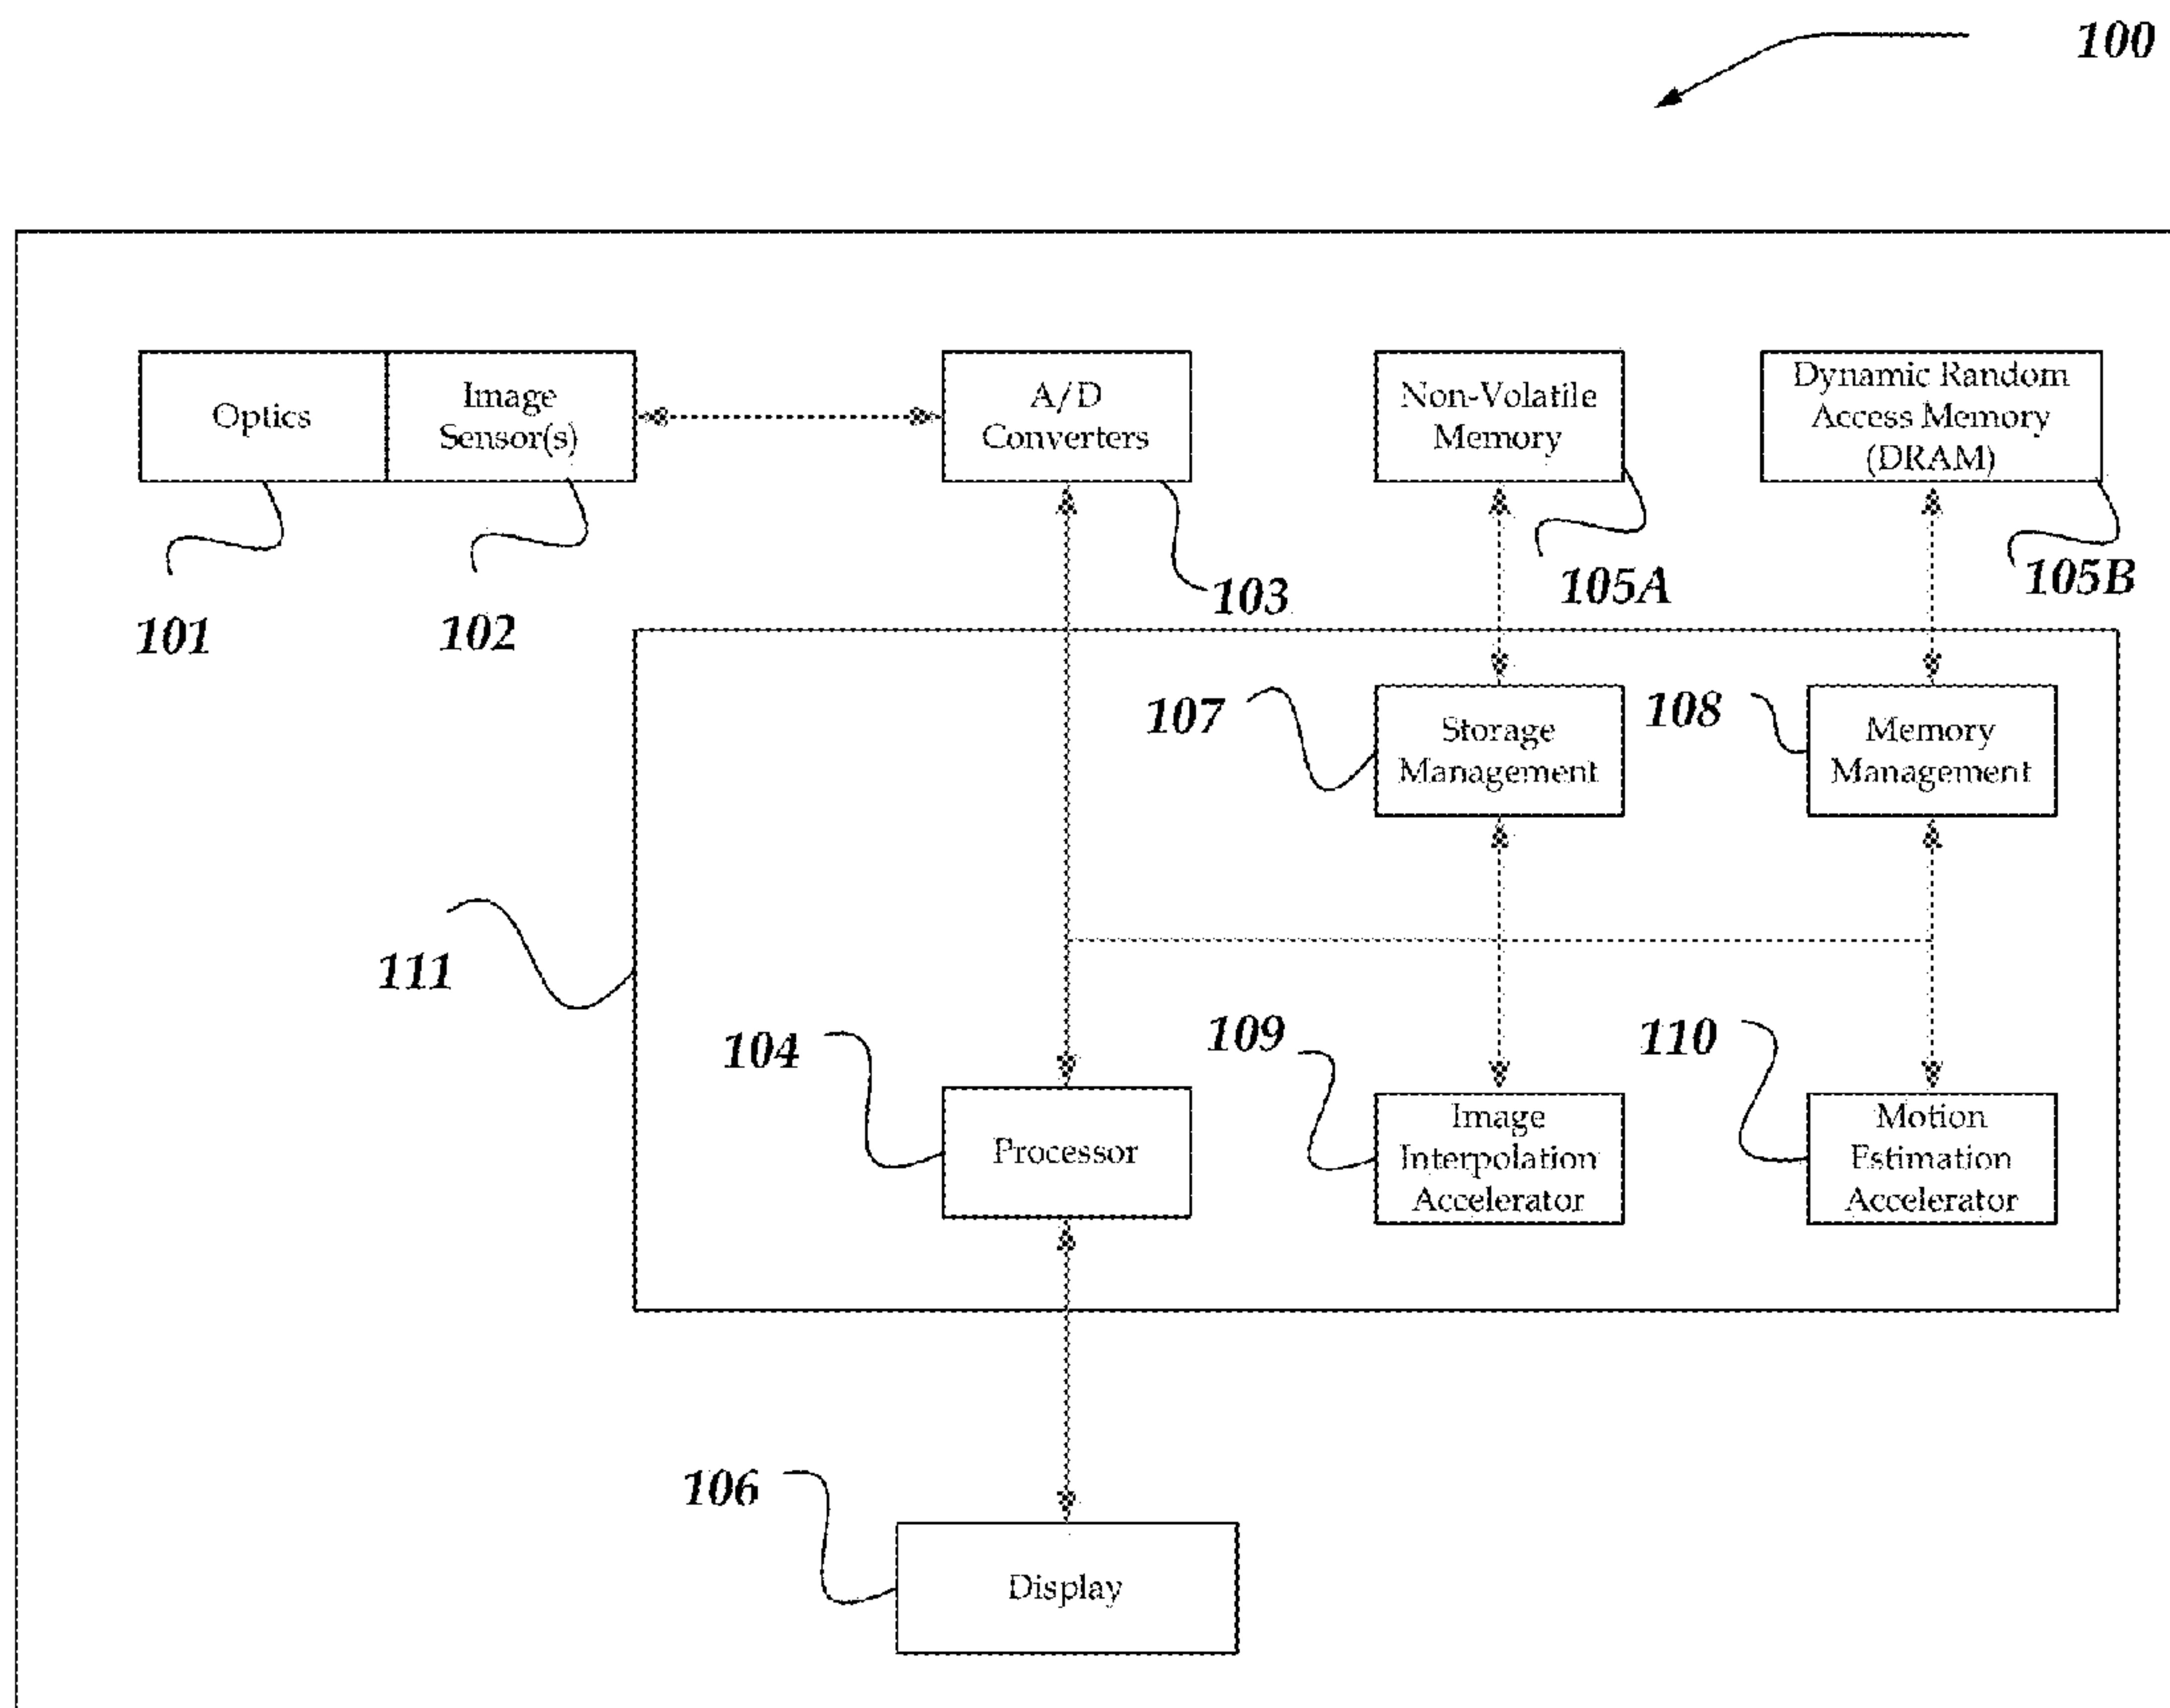 100
Optics
Image
Sensor(s)
A/D
Converters
Non-Volatile
Memory
Dynamic Random
Access Memory
(DRAM)
101
102
103
105A
105B
107
Storage
Management
108
Memory
Management
111
104
Processor
109
Image
Interpolation
Accelerator
110
Motion
Estimation
Accelerator
106
Display